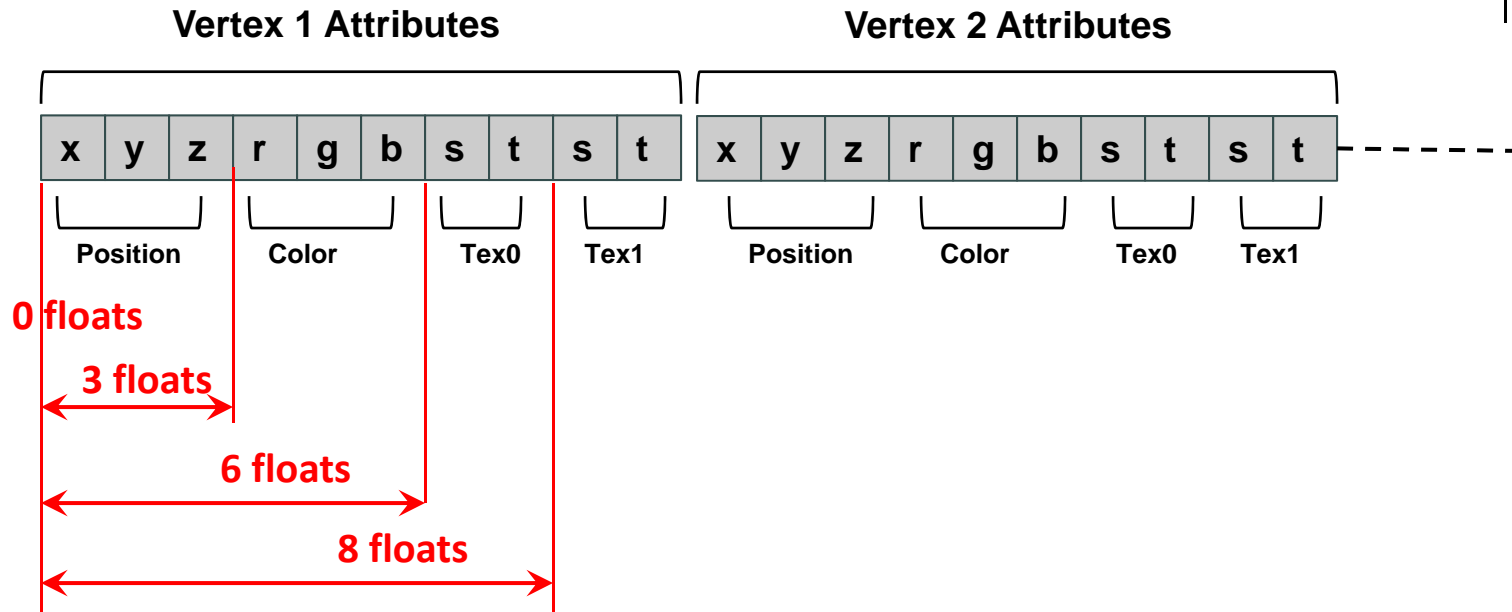 Vertex 1 Attributes Vertex 2 Attributes
x y z r g b s t s t x y z r g b s t s t
Position Color Tex0 Tex1 Position Color Tex0 Tex1
0 floats
3 floats
6 floats
8 floats